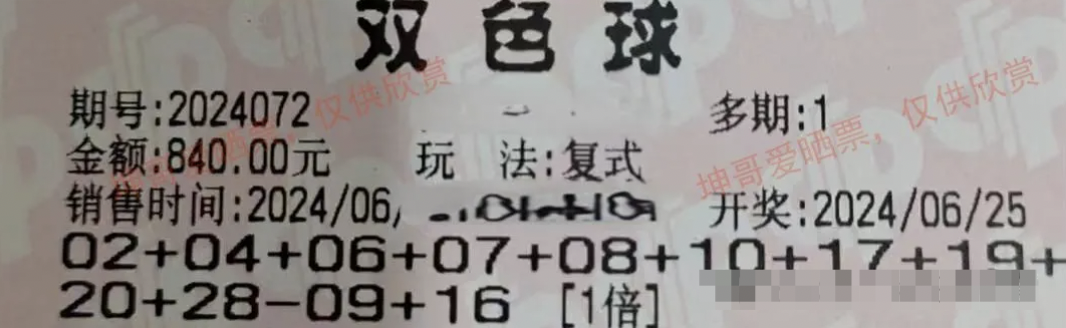 双色球
期号:2024072 多期:1
金额:840.00元 玩 法:复式
销售时间:2024/06/ 开奖:2024/06/25
02+04+06+07+08+10+17+19+
20+28-09+16 [1倍]
仅供欣赏
坤哥爱晒票,仅供欣赏